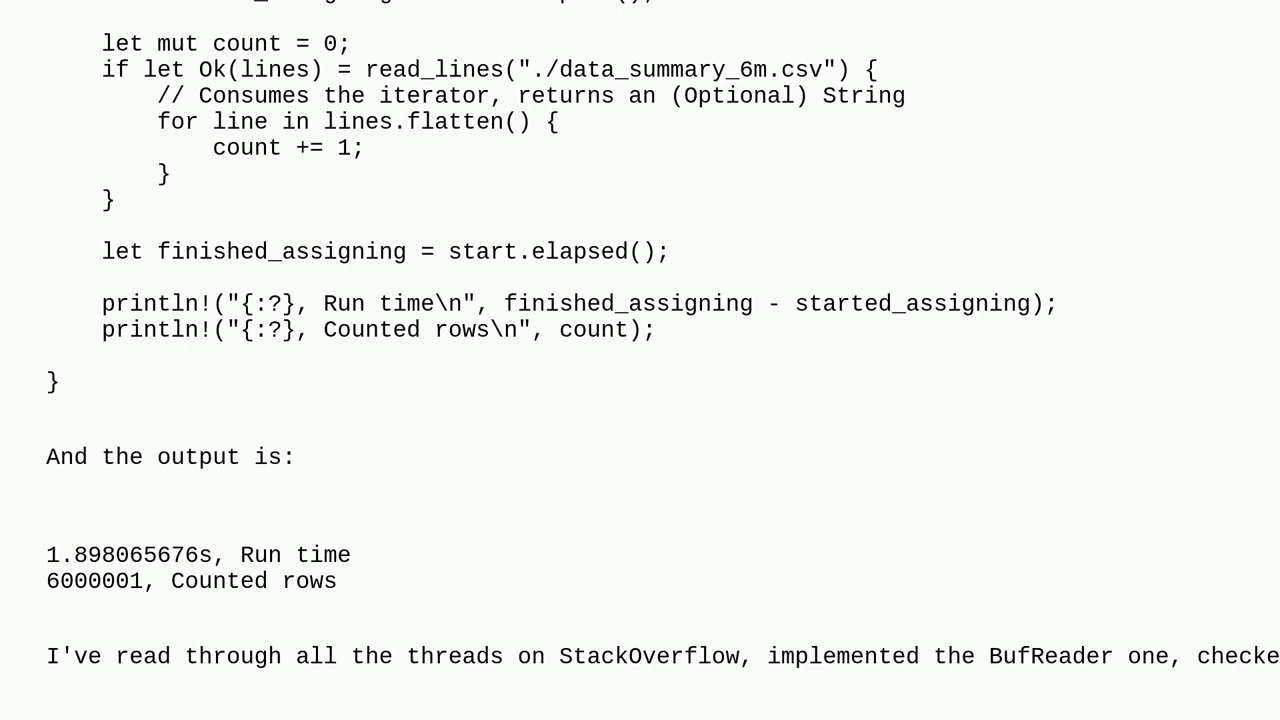 let mut count = 0;
if let Ok(lines) = read_lines("./data_summary_6m.csv") {
// Consumes the iterator, returns an (Optional) String
for line in lines.flatten() {
count += 1;
}
}
let finished_assigning = start.elapsed();
println!("{:?}, Run time\n", finished_assigning - started_assigning);
println!("{:?}, Counted rows\n", count);
}
And the output is:
1.898065676s, Run time
6000001, Counted rows
I've read through all the threads on StackOverflow, implemented the BufReader one, checke